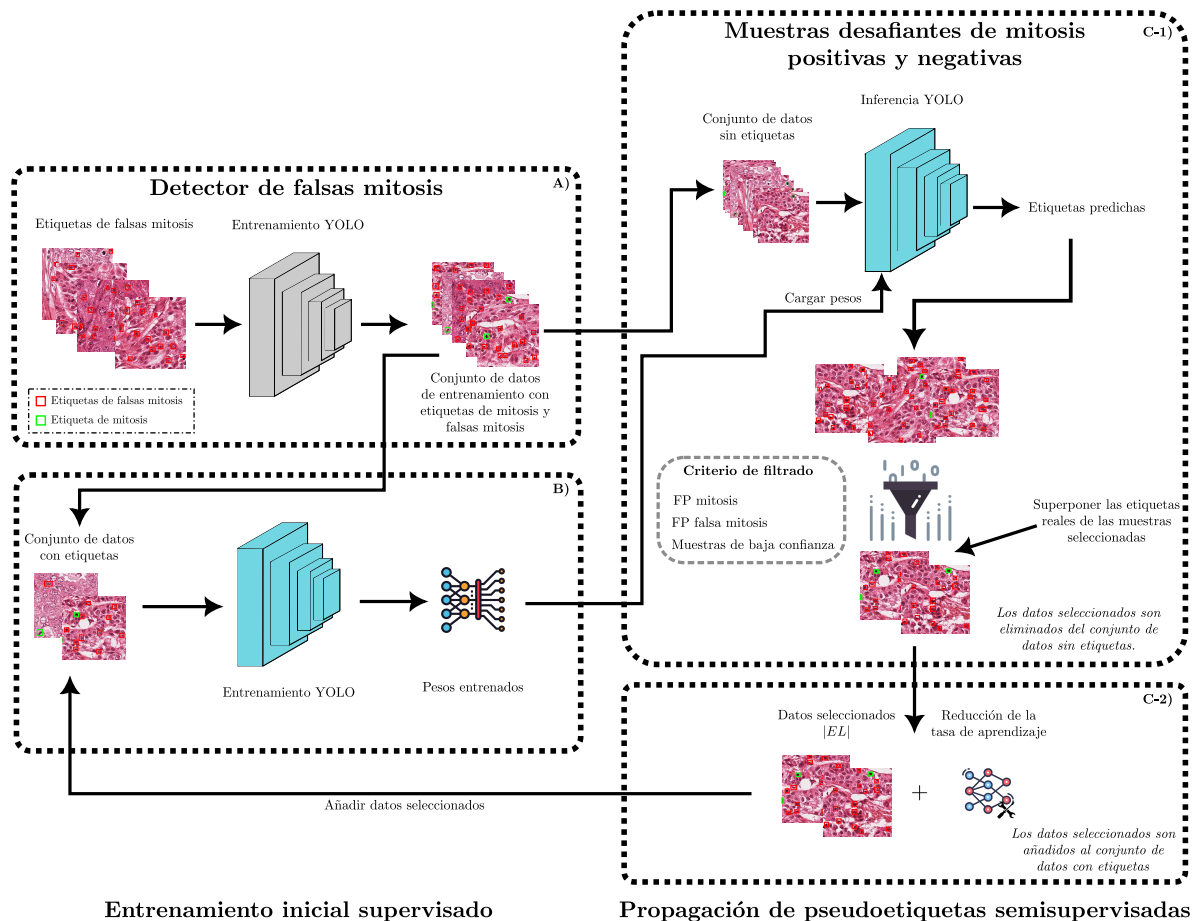 Detector de falsas mitosis
A)
Etiquetas de falsas mitosis
Entrenamiento YOLO
Conjunto de datos
de entrenamiento con
etiquetas de mitosis y
falsas mitosis
Etiquetas de falsas mitosis
Etiqueta de mitosis
B)
Conjunto de datos
con etiquetas
Entrenamiento YOLO
Pesos entrenados
Muestras desafiantes de mitosis
positivas y negativas
C-1)
Inferencia YOLO
Conjunto de datos
sin etiquetas
Etiquetas predichas
Cargar pesos
Criterio de filtrado
FP mitosis
FP falsa mitosis
Muestras de baja confianza
Superponer las etiquetas
reales de las muestras
seleccionadas
Los datos seleccionados son
eliminados del conjunto de
datos sin etiquetas.
C-2)
Datos seleccionados
|EL|
+
Reducción de la
tasa de aprendizaje
Los datos seleccionados son
añadidos al conjunto de
datos con etiquetas
Añadir datos seleccionados
Entrenamiento inicial supervisado
Propagación de pseudoetiquetas semisupervisadas